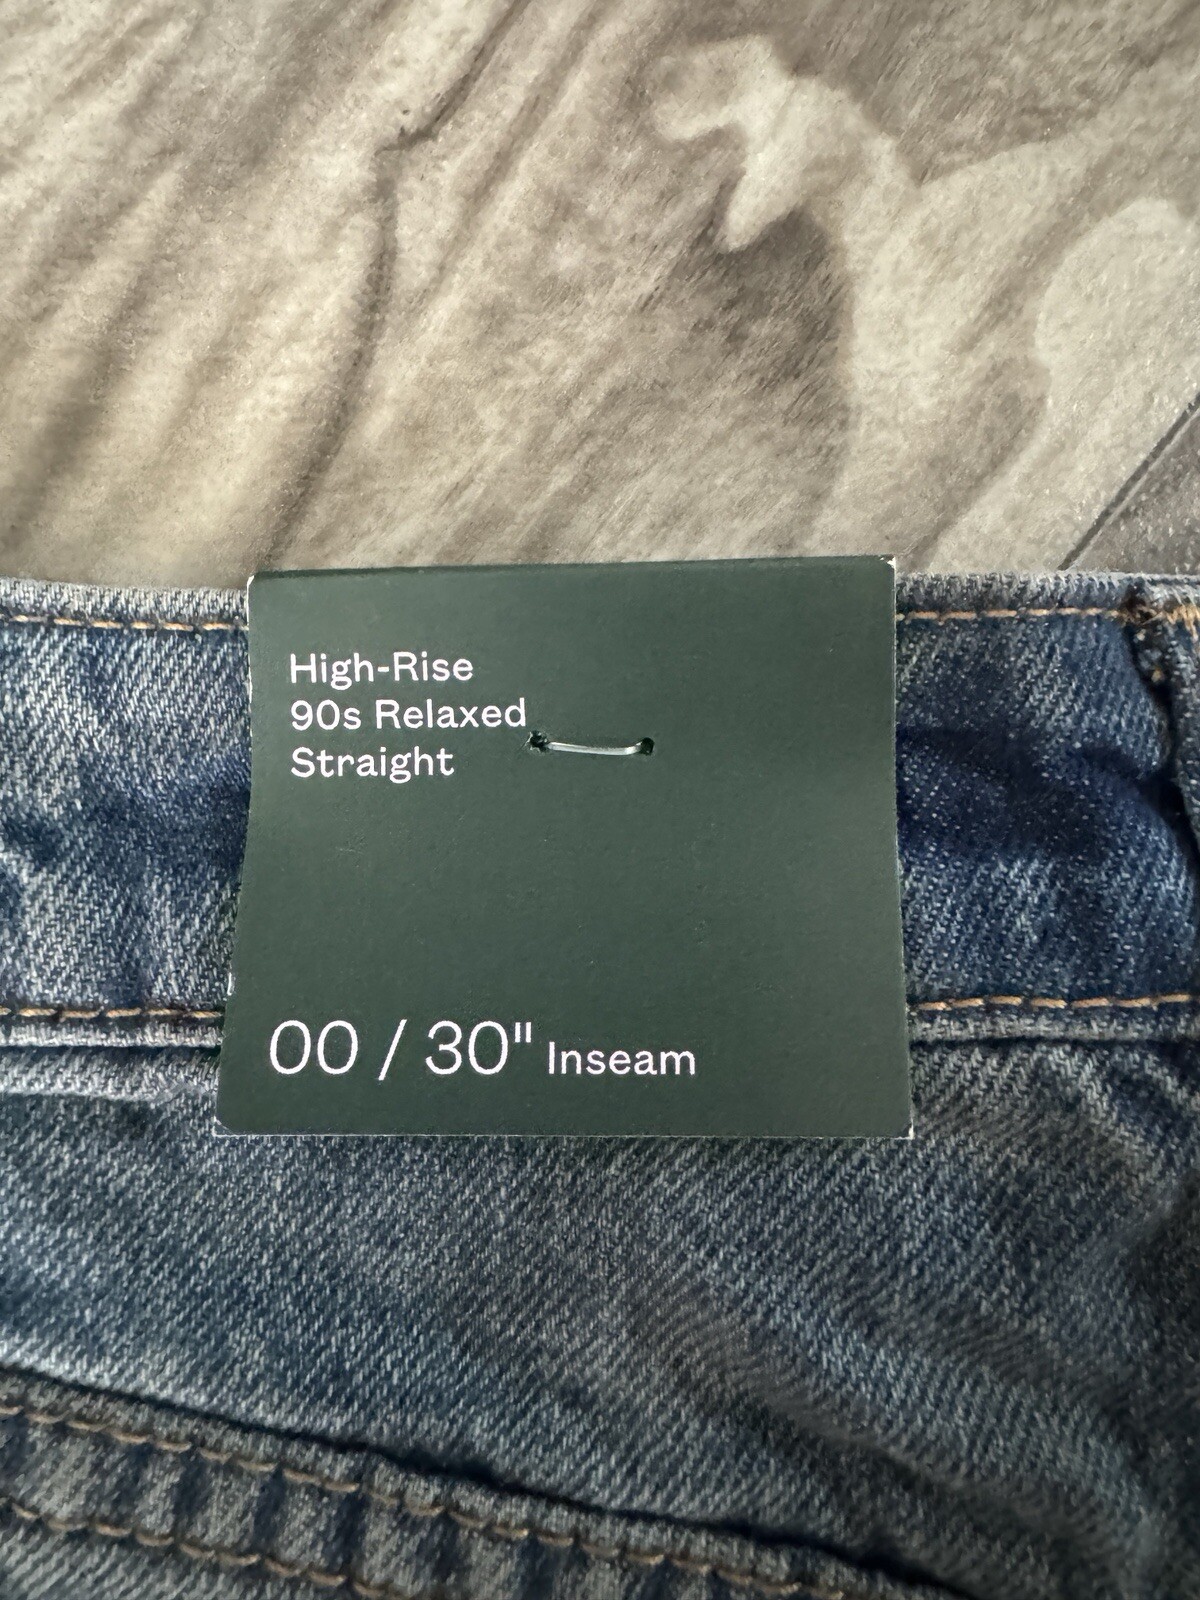 High-Rise
90s Relaxed
Straight
00 / 30" Inseam